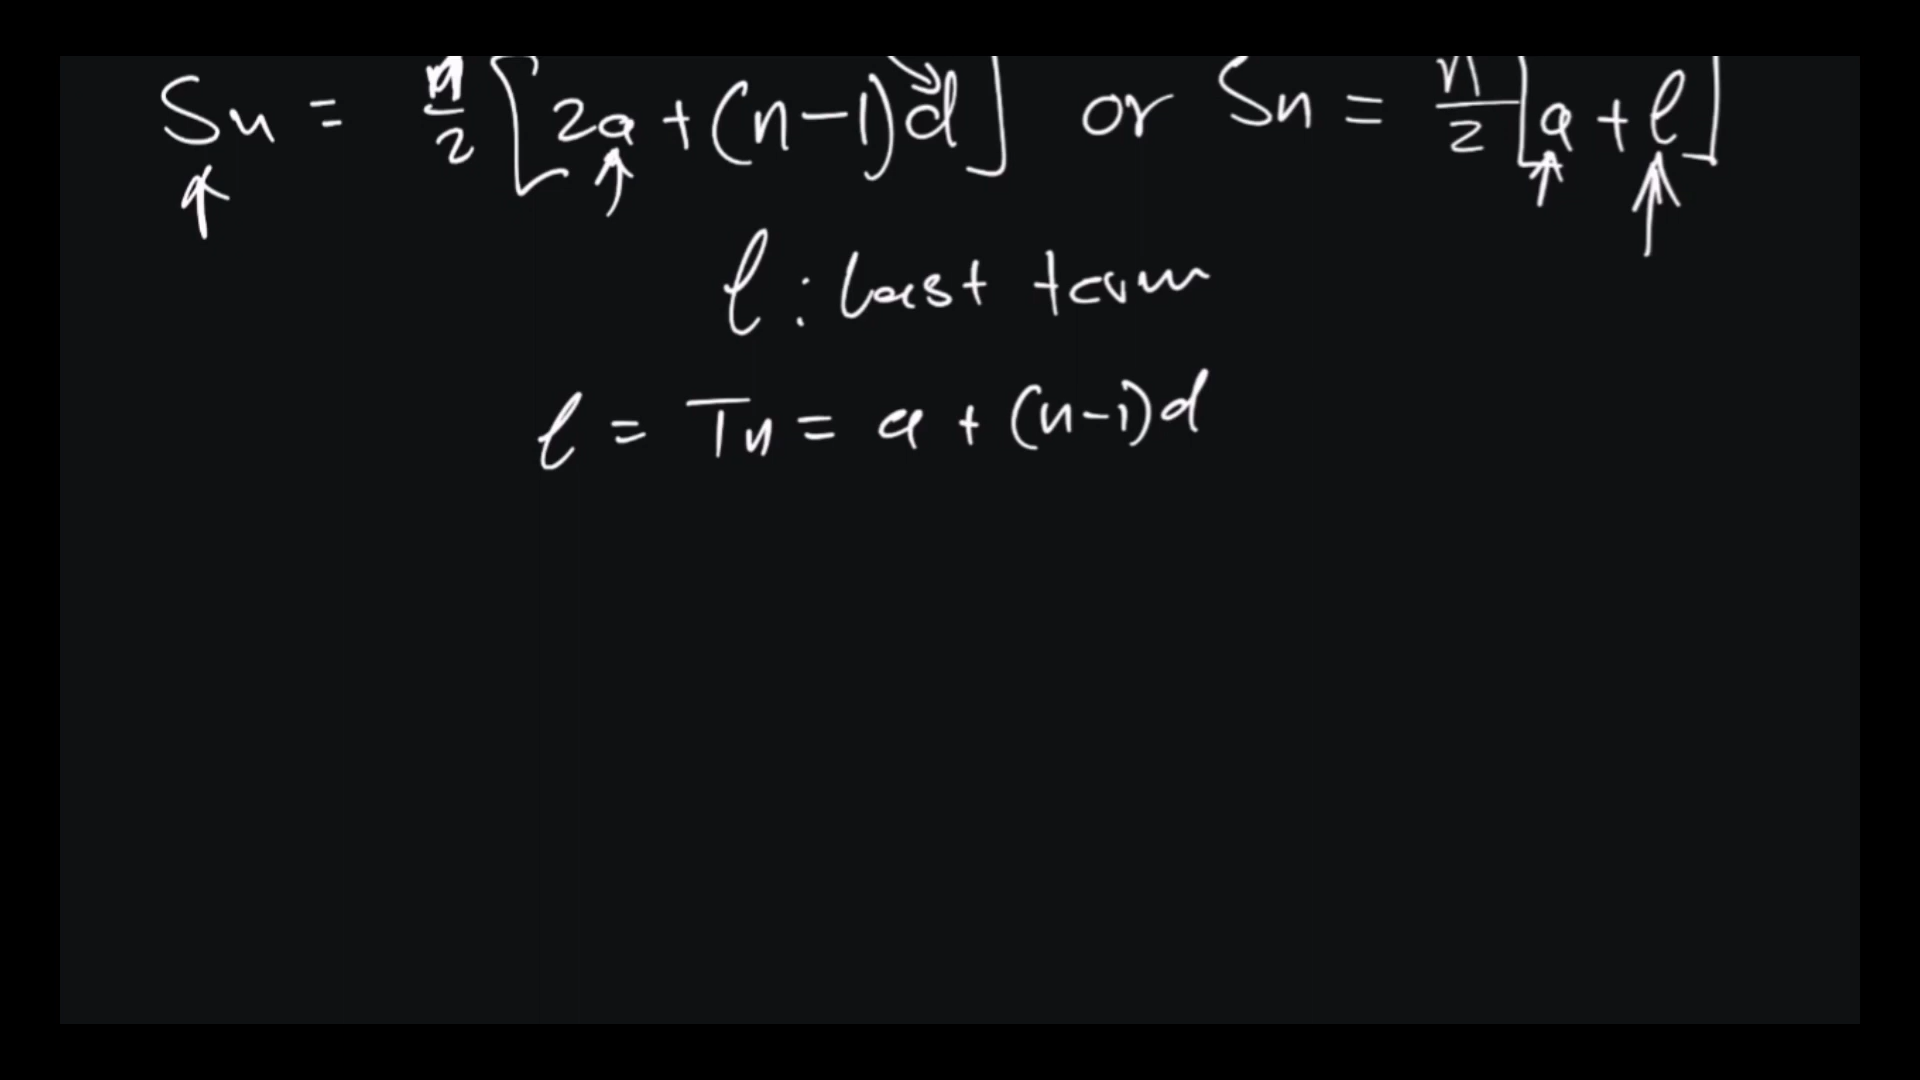 Sn = n/2 [2a + (n-1)d] or Sn = n/2 [a + l]
l : last term
l = Tn = a + (n-1)d